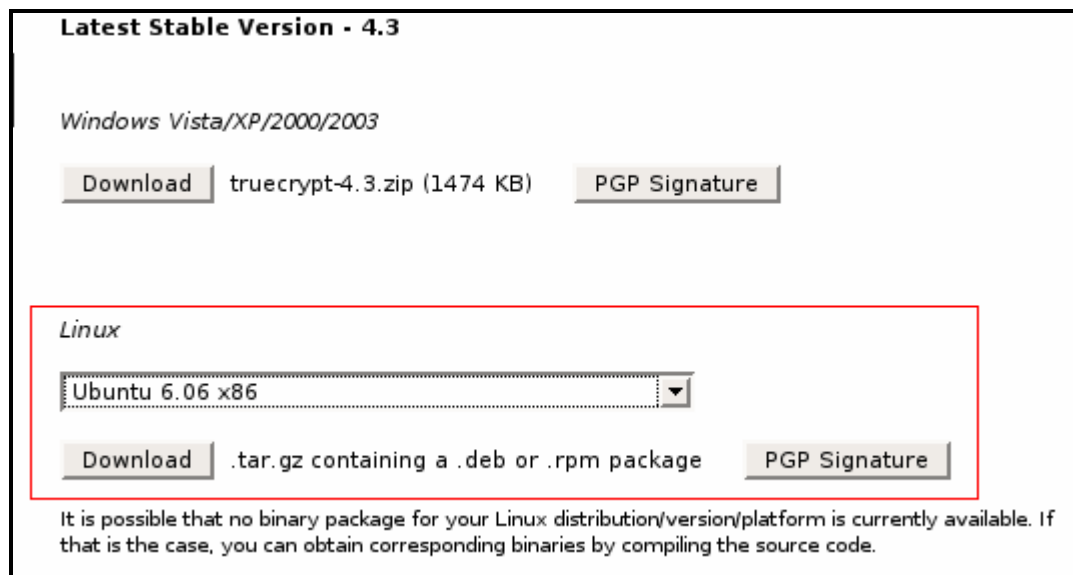 Latest Stable Version - 4.3
Windows Vista/XP/2000/2003
Download truecrypt-4.3.zip (1474 KB) PGP Signature
Linux
Ubuntu 6.06 x86
Download .tar.gz containing a .deb or .rpm package PGP Signature
It is possible that no binary package for your Linux distribution/version/platform is currently available. If
that is the case, you can obtain corresponding binaries by compiling the source code.